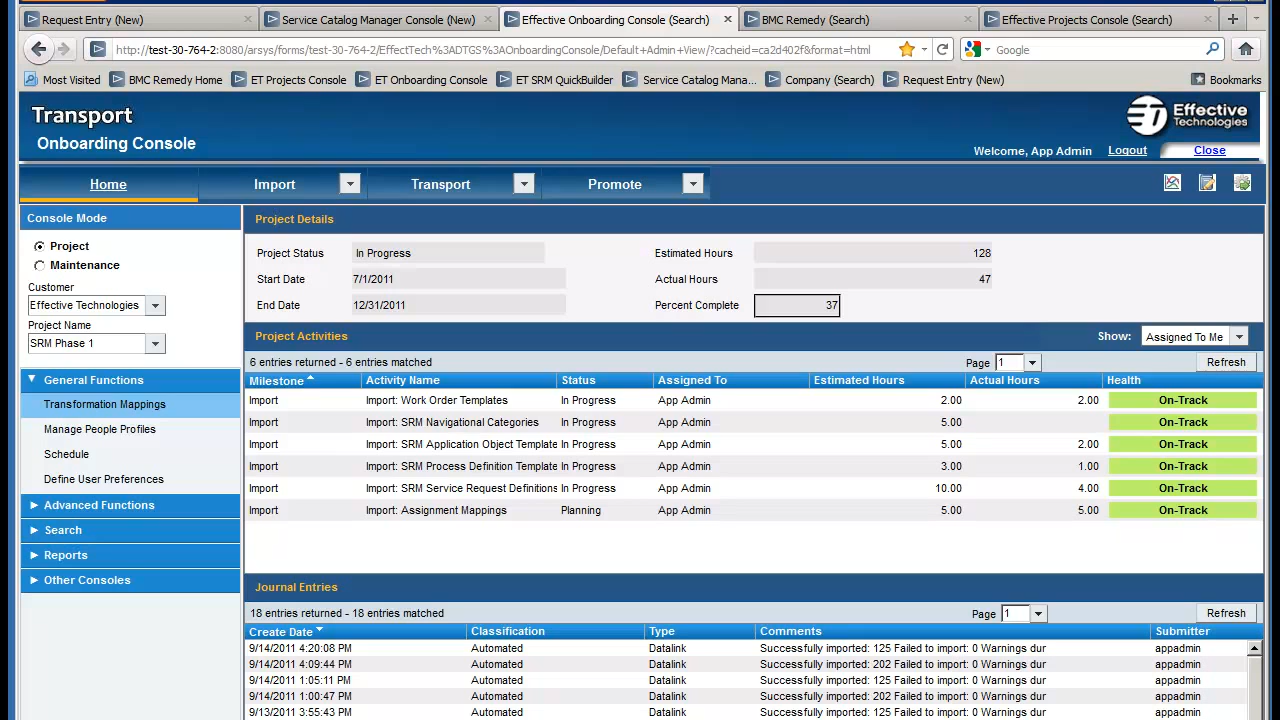 Request Entry (New) × Service Catalog Manager Console (New) × Effective Onboarding Console (Search) × BMC Remedy (Search) × Effective Projects Console (Search) × +
http://test-30-764-2:8080/arsys/forms/test-30-764-2/EffectTech%3ADTGS%3AOnboardingConsole/Default+Admin+View/?cacheid=ca2d402f&format=html Google
Most Visited BMC Remedy Home ET Projects Console ET Onboarding Console ET SRM QuickBuilder Service Catalog Mana... Company (Search) Request Entry (New) Bookmarks
Transport
Onboarding Console
ET Effective Technologies
Welcome, App Admin Logout Close
Home Import Transport Promote
Console Mode
Project
Maintenance
Customer
Effective Technologies
Project Name
SRM Phase 1
General Functions
Transformation Mappings
Manage People Profiles
Schedule
Define User Preferences
Advanced Functions
Search
Reports
Other Consoles
Project Details
Project Status In Progress Estimated Hours 128
Start Date 7/1/2011 Actual Hours 47
End Date 12/31/2011 Percent Complete 37
Project Activities Show: Assigned To Me
6 entries returned - 6 entries matched Page 1 Refresh
Milestone Activity Name Status Assigned To Estimated Hours Actual Hours Health
Import Import: Work Order Templates In Progress App Admin 2.00 2.00 On-Track
Import Import: SRM Navigational Categories In Progress App Admin 5.00 On-Track
Import Import: SRM Application Object Template In Progress App Admin 5.00 2.00 On-Track
Import Import: SRM Process Definition Template In Progress App Admin 3.00 1.00 On-Track
Import Import: SRM Service Request Definitions In Progress App Admin 10.00 4.00 On-Track
Import Import: Assignment Mappings Planning App Admin 5.00 5.00 On-Track
Journal Entries
18 entries returned - 18 entries matched Page 1 Refresh
Create Date Classification Type Comments Submitter
9/14/2011 4:20:08 PM Automated Datalink Successfully imported: 125 Failed to import: 0 Warnings dur appadmin
9/14/2011 4:09:44 PM Automated Datalink Successfully imported: 202 Failed to import: 0 Warnings dur appadmin
9/14/2011 1:05:11 PM Automated Datalink Successfully imported: 125 Failed to import: 0 Warnings dur appadmin
9/14/2011 1:00:47 PM Automated Datalink Successfully imported: 202 Failed to import: 0 Warnings dur appadmin
9/13/2011 3:55:43 PM Automated Datalink Successfully imported: 125 Failed to import: 0 Warnings dur appadmin